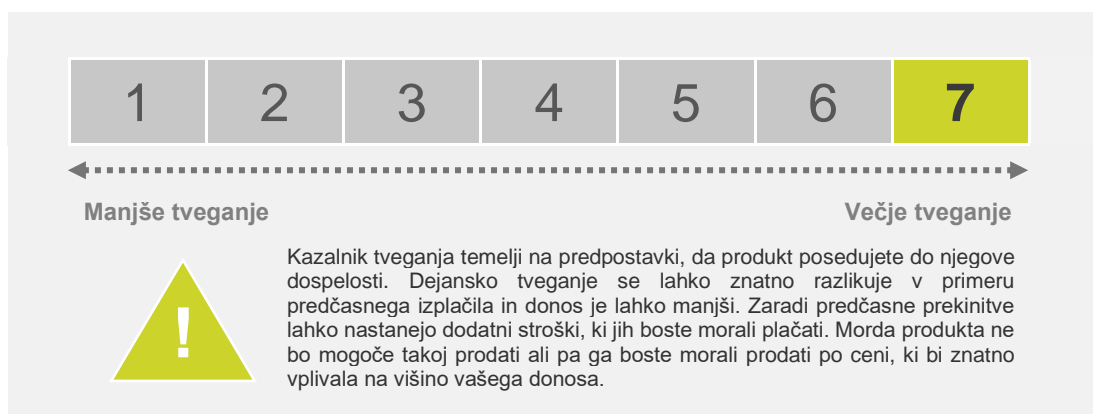 1 2 3 4 5 6 7
Manjše tveganje Večje tveganje
Kazalnik tveganja temelji na predpostavki, da produkt posedujete do njegove
dospelosti. Dejansko tveganje se lahko znatno razlikuje v primeru
predčasnega izplačila in donos je lahko manjši. Zaradi predčasne prekinitve
lahko nastanejo dodatni stroški, ki jih boste morali plačati. Morda produkta ne
bo mogoče takoj prodati ali pa ga boste morali prodati po ceni, ki bi znatno
vplivala na višino vašega donosa.
!